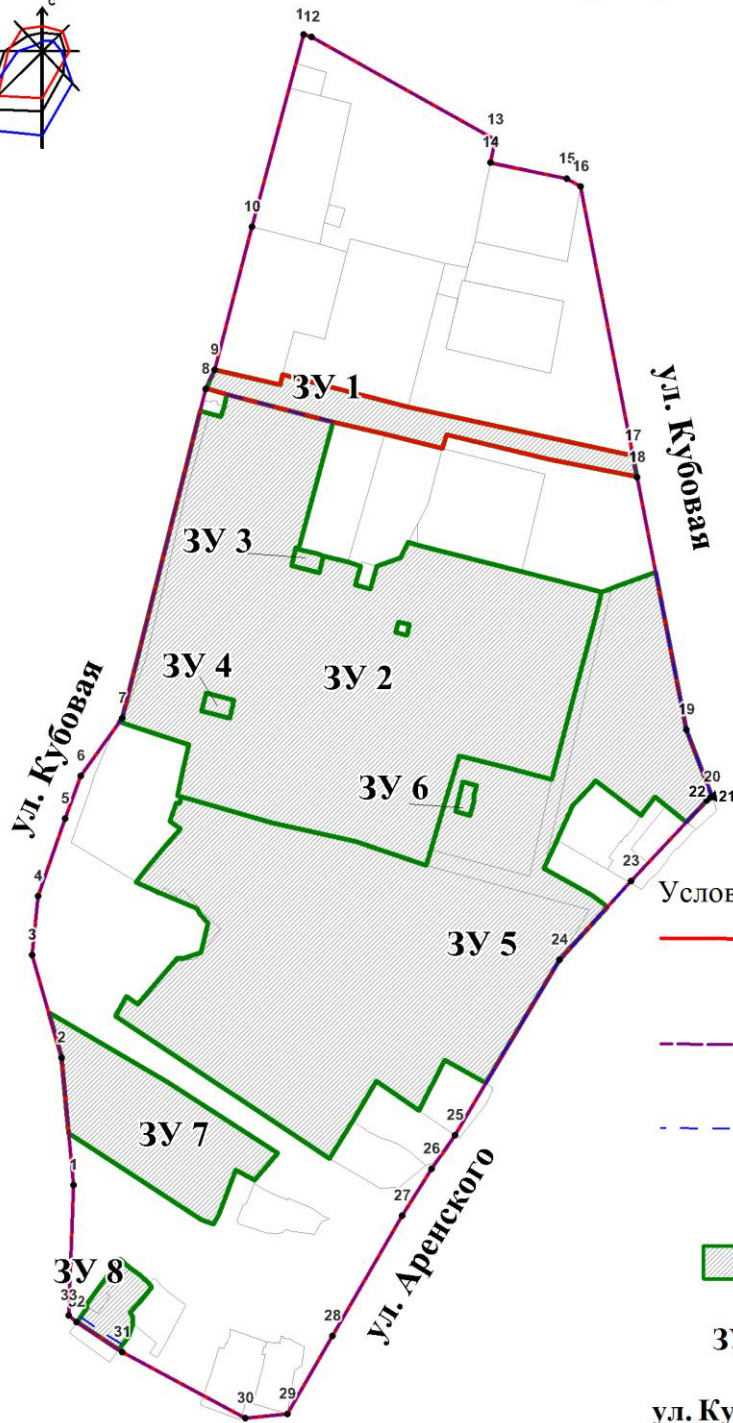 с
11
12
13
14
15
16
10
9
8
ЗУ 1
17
18
ул. Кубовая
ЗУ 3
ЗУ 4
ЗУ 2
7
19
ул. Кубовая
6
5
ЗУ 6
20
22
21
23
4
Услов
3
ЗУ 5
24
2
ЗУ 7
25
26
1
27
ул. Аренского
ЗУ 8
33
32
31
28
ЗУ
30
29
ул. Ку